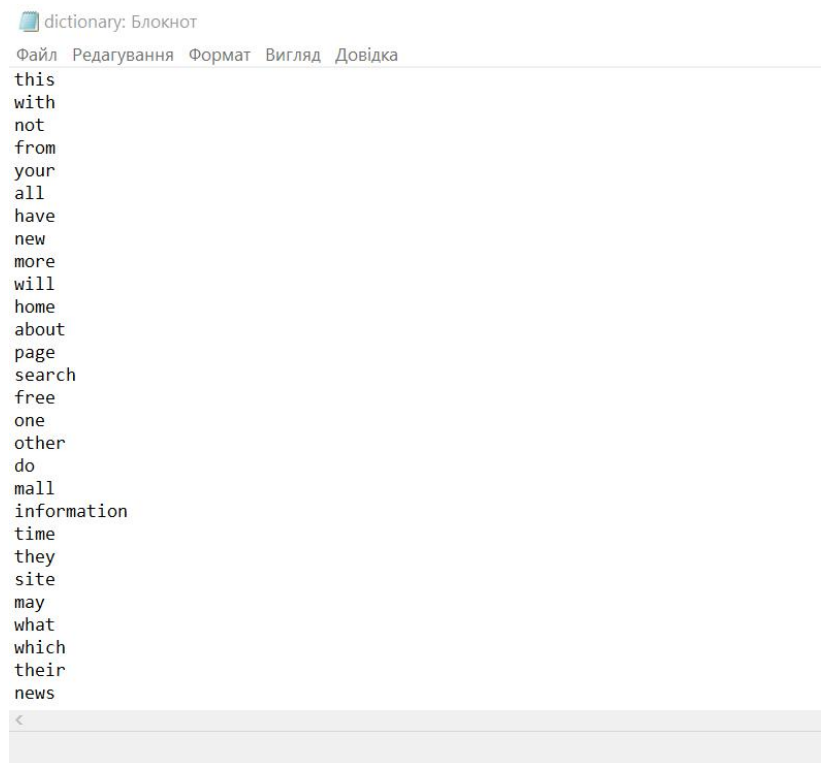 dictionary: Блокнот
Файл Редагування Формат Вигляд Довідка
this
with
not
from
your
all
have
new
more
will
home
about
page
search
free
one
other
do
mall
information
time
they
site
may
what
which
their
news